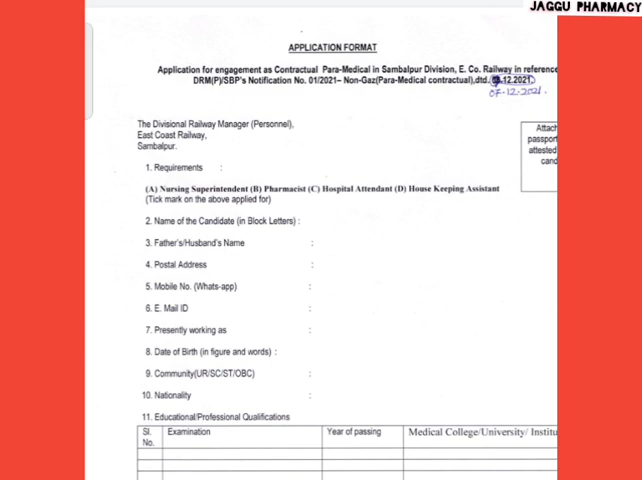 JAGGU PHARMACY
APPLICATION FORMAT
Application for engagement as Contractual Para-Medical in Sambalpur Division, E. Co. Railway in reference
DRM(P)/SBP's Notification No. 01/2021– Non-Gaz(Para-Medical contractual),dtd. .12.2021.
07-12-2021.
The Divisional Railway Manager (Personnel),
East Coast Railway,
Sambalpur.
Attach
passport
attested
cand
1. Requirements :
(A) Nursing Superintendent (B) Pharmacist (C) Hospital Attendant (D) House Keeping Assistant
(Tick mark on the above applied for)
2. Name of the Candidate (in Block Letters) :
3. Father's/Husband's Name :
4. Postal Address :
5. Mobile No. (Whats-app) :
6. E. Mail ID :
7. Presently working as :
8. Date of Birth (in figure and words) :
9. Community(UR/SC/ST/OBC) :
10. Nationality :
11. Educational/Professional Qualifications
Sl. No. Examination Year of passing Medical College/University/ Institu